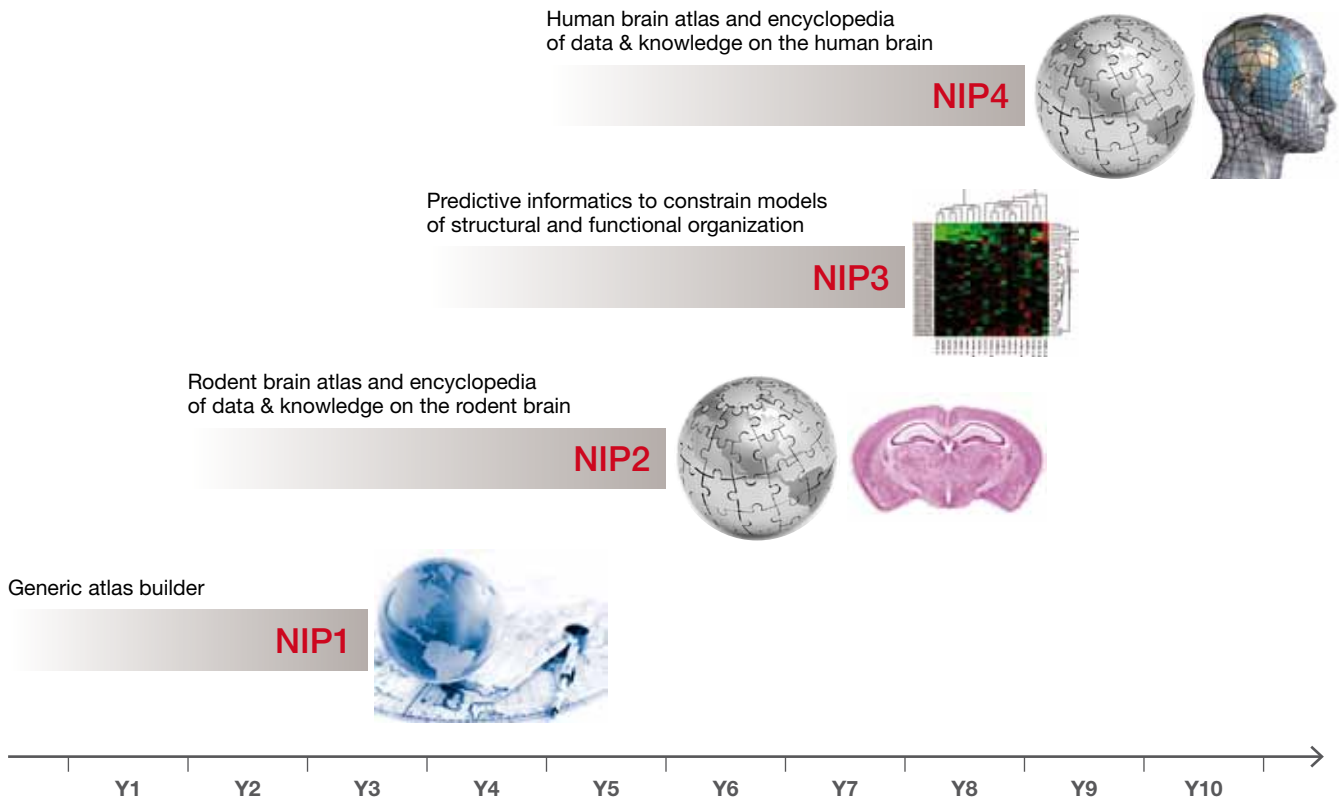 Human brain atlas and encyclopedia
of data & knowledge on the human brain
NIP4
Predictive informatics to constrain models
of structural and functional organization
NIP3
Rodent brain atlas and encyclopedia
of data & knowledge on the rodent brain
NIP2
Generic atlas builder
NIP1
Y1 Y2 Y3 Y4 Y5 Y6 Y7 Y8 Y9 Y10